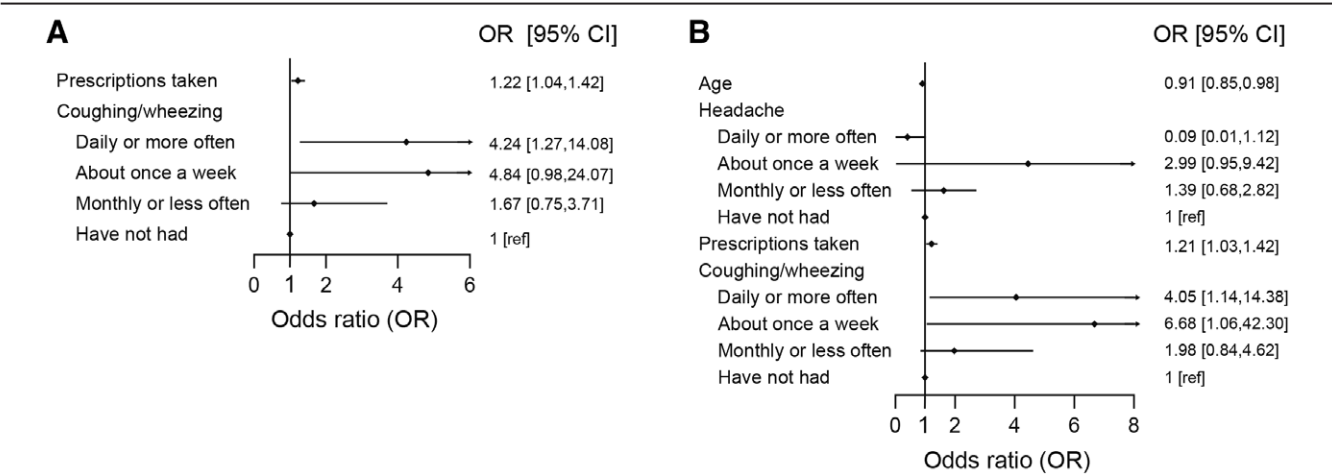 A
OR [95% CI]
Prescriptions taken 1.22 [1.04,1.42]
Coughing/wheezing
Daily or more often 4.24 [1.27,14.08]
About once a week 4.84 [0.98,24.07]
Monthly or less often 1.67 [0.75,3.71]
Have not had 1 [ref]
0 1 2 4 6
Odds ratio (OR)
B
OR [95% CI]
Age 0.91 [0.85,0.98]
Headache
Daily or more often 0.09 [0.01,1.12]
About once a week 2.99 [0.95,9.42]
Monthly or less often 1.39 [0.68,2.82]
Have not had 1 [ref]
Prescriptions taken 1.21 [1.03,1.42]
Coughing/wheezing
Daily or more often 4.05 [1.14,14.38]
About once a week 6.68 [1.06,42.30]
Monthly or less often 1.98 [0.84,4.62]
Have not had 1 [ref]
0 1 2 4 6 8
Odds ratio (OR)